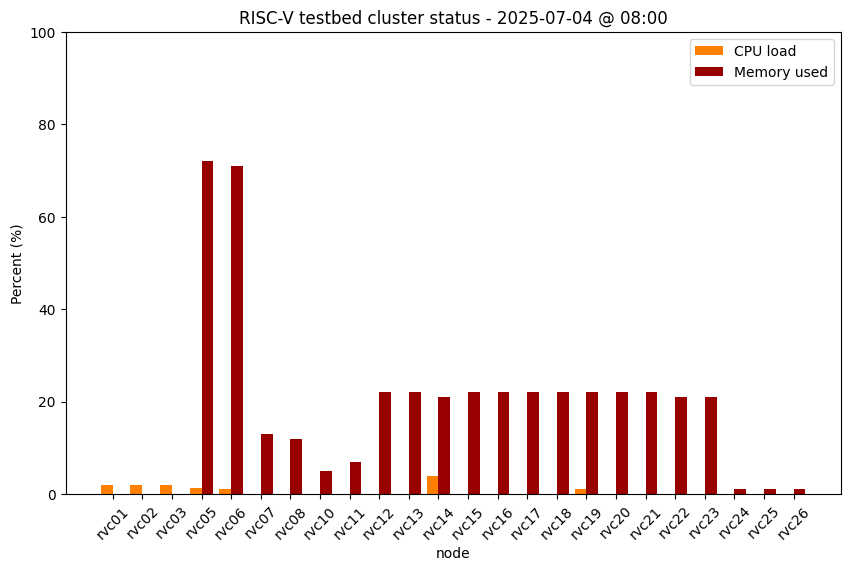 RISC-V testbed cluster status - 2025-07-04 @ 08:00
CPU load
Memory used
Percent (%)
100
80
60
40
20
0
rvc01
rvc02
rvc03
rvc05
rvc06
rvc07
rvc08
rvc10
rvc11
rvc12
rvc13
rvc14
rvc15
rvc16
rvc17
rvc18
rvc19
rvc20
rvc21
rvc22
rvc23
rvc24
rvc25
rvc26
node